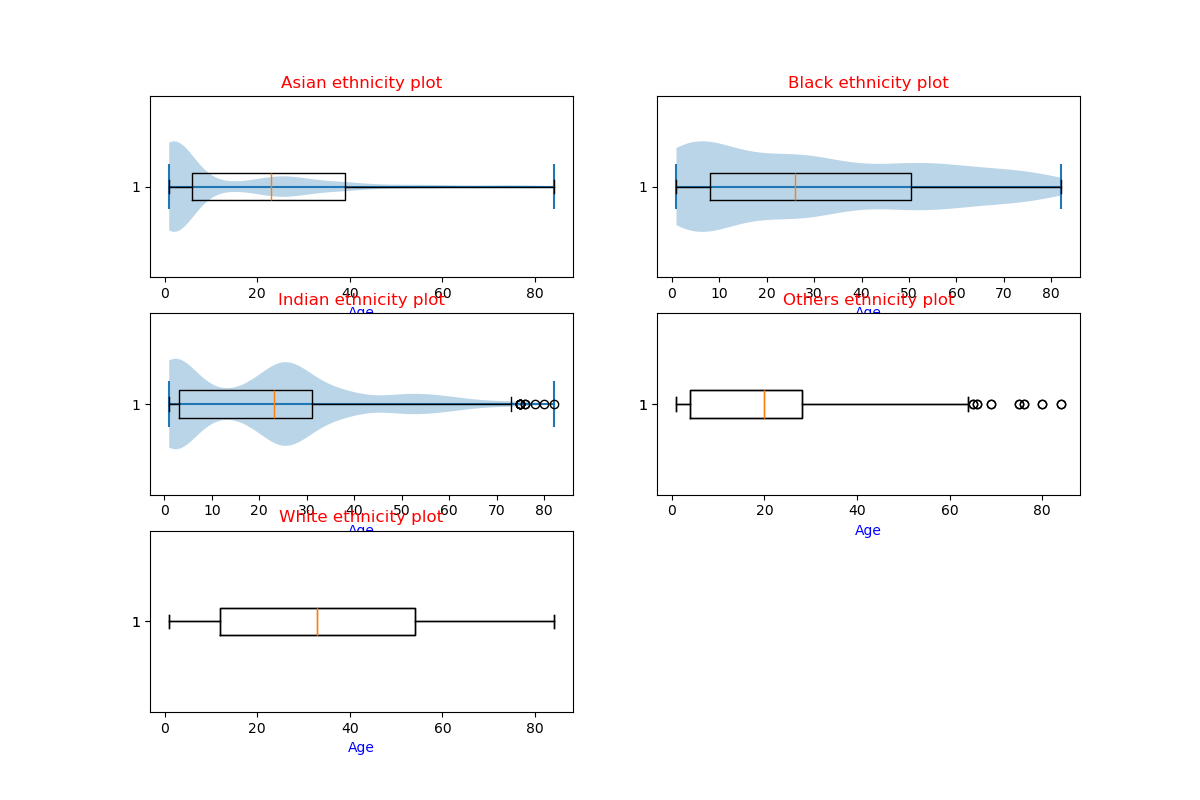 Asian ethnicity plot
1
0 20 40 60 80
Age
Black ethnicity plot
1
0 10 20 30 40 50 60 70 80
Age
Indian ethnicity plot
1
0 10 20 30 40 50 60 70 80
Age
Others ethnicity plot
1
0 20 40 60 80
Age
White ethnicity plot
1
0 20 40 60 80
Age